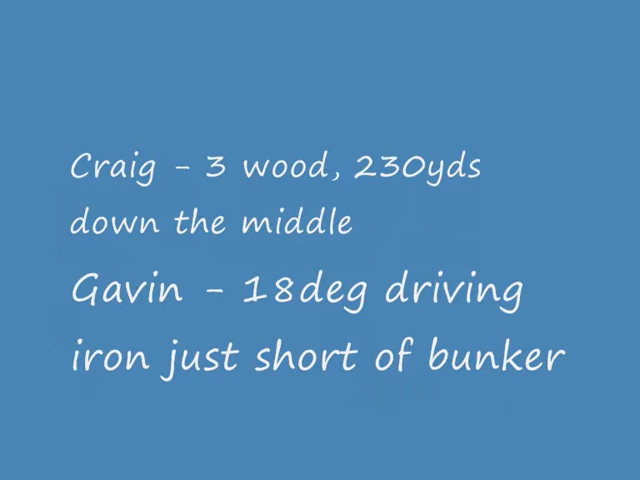 Craig - 3 wood, 230yds
down the middle
Gavin - 18deg driving
iron just short of bunker